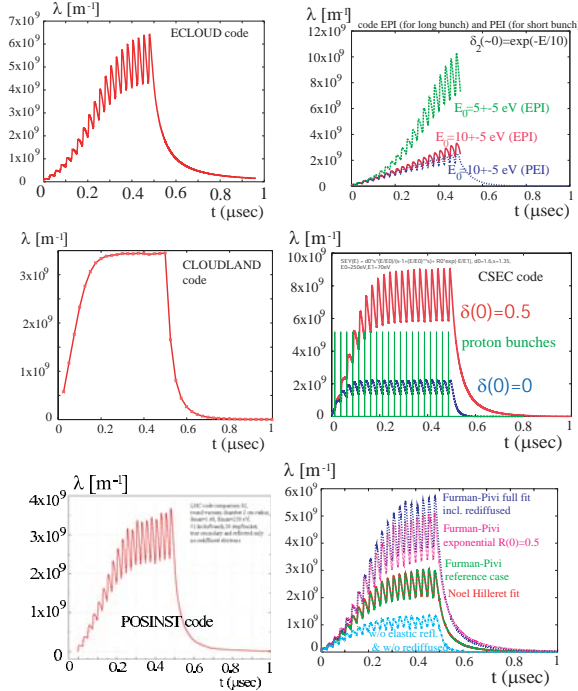 λ [m⁻¹]
ECLOUD code
7x10⁹
6x10⁹
5x10⁹
4x10⁹
3x10⁹
2x10⁹
1x10⁹
0
0 0.2 0.4 0.6 0.8 1
t (μsec)
λ [m⁻¹]
code EPI (for long bunch) and PEI (for short bunch
δ₂(~0)=exp(-E/10)
E₀=5+-5 eV (EPI)
E₀=10+-5 eV (EPI)
E₀=10+-5 eV (PEI)
10x10⁹
8x10⁹
6x10⁹
4x10⁹
2x10⁹
0
0 0.2 0.4 0.6 0.8 1
t (μsec)
λ [m⁻¹]
CLOUDLAND
code
3x10⁹
2x10⁹
1x10⁹
0
0 0.2 0.4 0.6 0.8 1
t (μsec)
λ [m⁻¹]
CSEC code
δ(0)=0.5
proton bunches
δ(0)=0
10x10⁹
8x10⁹
6x10⁹
4x10⁹
2x10⁹
0
0 0.2 0.4 0.6 0.8 1
t (μsec)
λ [m⁻¹]
POSINST code
4x10⁹
3x10⁹
2x10⁹
1x10⁹
0
0.2 0.4 0.6 0.8 1
t (μsec)
λ [m⁻¹]
Furman-Pivi full fit
incl. rediffused
Furman-Pivi
exponential R(0)=0.5
Furman-Pivi
reference case
Noel Hilleret fit
w/o elastic refl.
& w/o rediffused
6x10⁹
5x10⁹
4x10⁹
3x10⁹
2x10⁹
1x10⁹
0
0 0.2 0.4 0.6 0.8 1
t (μsec)